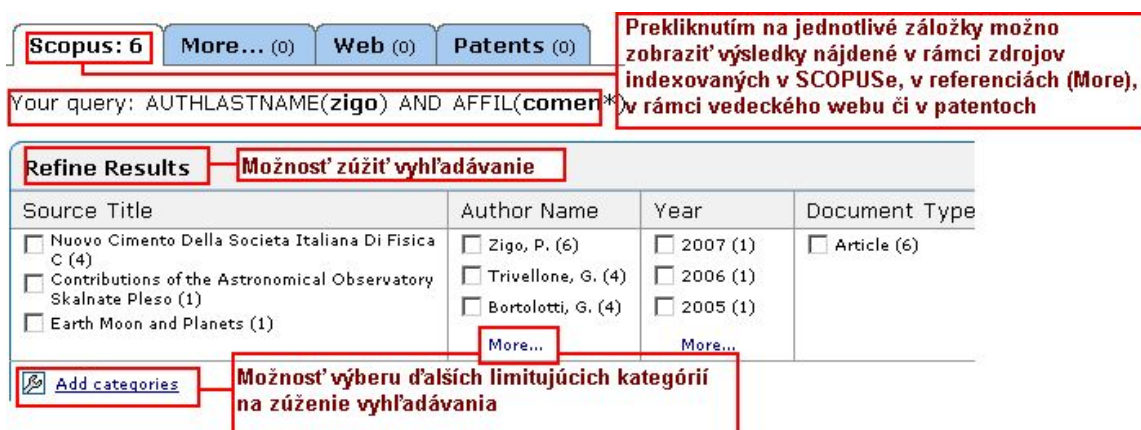 Scopus: 6 More... (0) Web (0) Patents (0)
Prekliknutím na jednotlivé záložky možno
zobraziť výsledky nájdené v rámci zdrojov
indexovaných v SCOPUSe, v referenciách (More),
v rámci vedeckého webu či v patentoch
Your query: AUTHLASTNAME(zigo) AND AFFIL(comen*)
Refine Results
Možnosť zúžiť vyhľadávanie
Source Title Author Name Year Document Type
Nuovo Cimento Della Societa Italiana Di Fisica
C (4)
Contributions of the Astronomical Observatory
Skalnate Pleso (1)
Earth Moon and Planets (1)
Zigo, P. (6)
Trivellone, G. (4)
Bortolotti, G. (4)
More...
2007 (1)
2006 (1)
2005 (1)
More...
Article (6)
Add categories
Možnosť výberu ďalších limitujúcich kategórií
na zúženie vyhľadávania